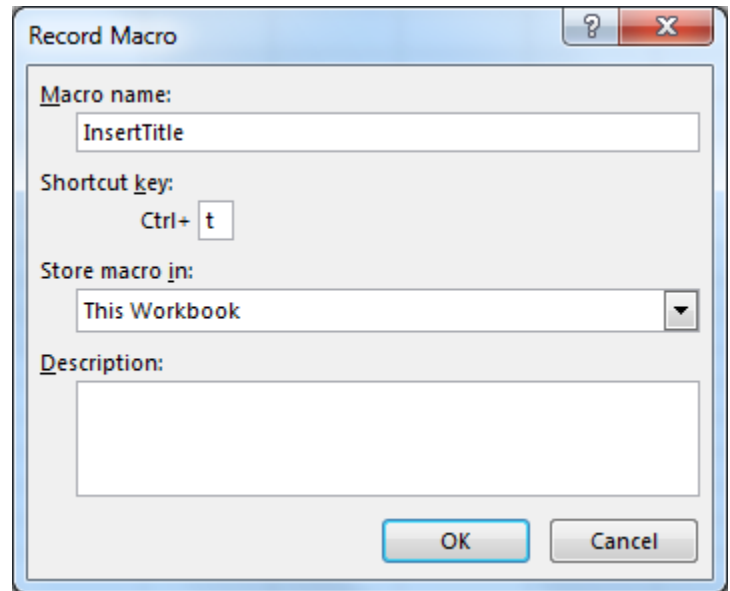 Record Macro
Macro name:
InsertTitle
Shortcut key:
Ctrl+ t
Store macro in:
This Workbook
Description:
OK Cancel